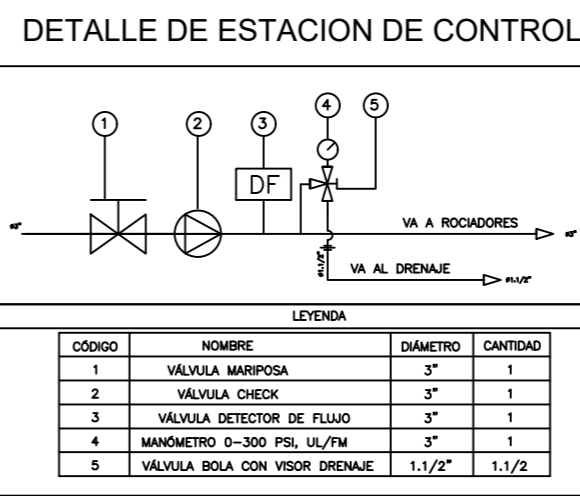 DETALLE DE ESTACION DE CONTROL
1 2 3 4 5
DF
ø3" VA A ROCIADORES ø3"
ø1.1/2" VA AL DRENAJE ø1.1/2"
LEYENDA
CÓDIGO NOMBRE DIÁMETRO CANTIDAD
1 VÁLVULA MARIPOSA 3" 1
2 VÁLVULA CHECK 3" 1
3 VÁLVULA DETECTOR DE FLUJO 3" 1
4 MANÓMETRO 0-300 PSI, UL/FM 3" 1
5 VÁLVULA BOLA CON VISOR DRENAJE 1.1/2" 1.1/2